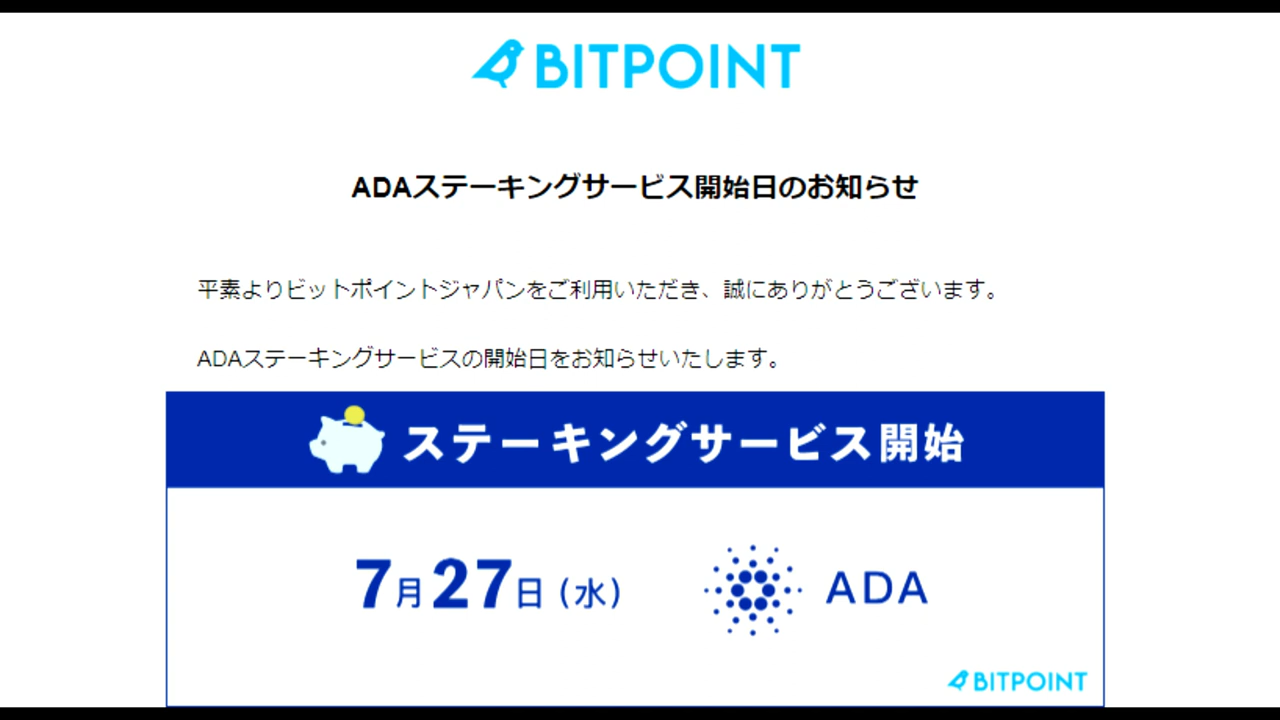 BITPOINT
ADAステーキングサービス開始日のお知らせ
平素よりビットポイントジャパンをご利用いただき、誠にありがとうございます。
ADAステーキングサービスの開始日をお知らせいたします。
ステーキングサービス開始
7月27日（水） ADA
BITPOINT